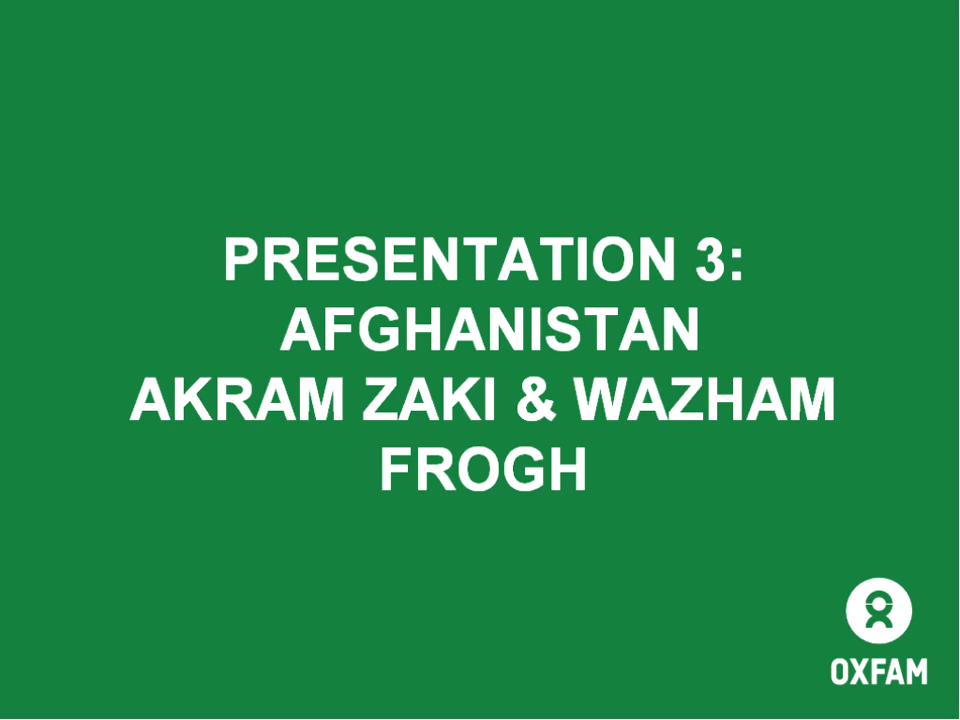 PRESENTATION 3:
AFGHANISTAN
AKRAM ZAKI & WAZHAM
FROGH
OXFAM